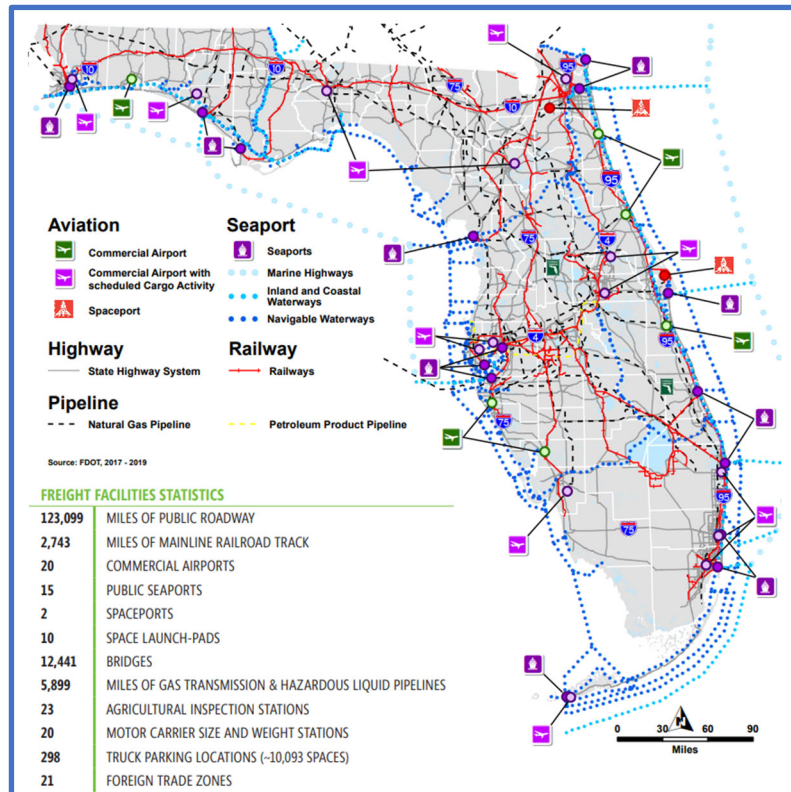 10
10
95
75
10
95
75
4
95
4
75
95
75
95
Aviation
Commercial Airport
Commercial Airport with
scheduled Cargo Activity
Spaceport
Seaport
Seaports
Marine Highways
Inland and Coastal
Waterways
Navigable Waterways
Highway
State Highway System
Railway
Railways
Pipeline
Natural Gas Pipeline
Petroleum Product Pipeline
Source: FDOT, 2017 - 2019
FREIGHT FACILITIES STATISTICS
123,099 MILES OF PUBLIC ROADWAY
2,743 MILES OF MAINLINE RAILROAD TRACK
20 COMMERCIAL AIRPORTS
15 PUBLIC SEAPORTS
2 SPACEPORTS
10 SPACE LAUNCH-PADS
12,441 BRIDGES
5,899 MILES OF GAS TRANSMISSION & HAZARDOUS LIQUID PIPELINES
23 AGRICULTURAL INSPECTION STATIONS
20 MOTOR CARRIER SIZE AND WEIGHT STATIONS
298 TRUCK PARKING LOCATIONS (~10,093 SPACES)
21 FOREIGN TRADE ZONES
N
0 30 60 90
Miles